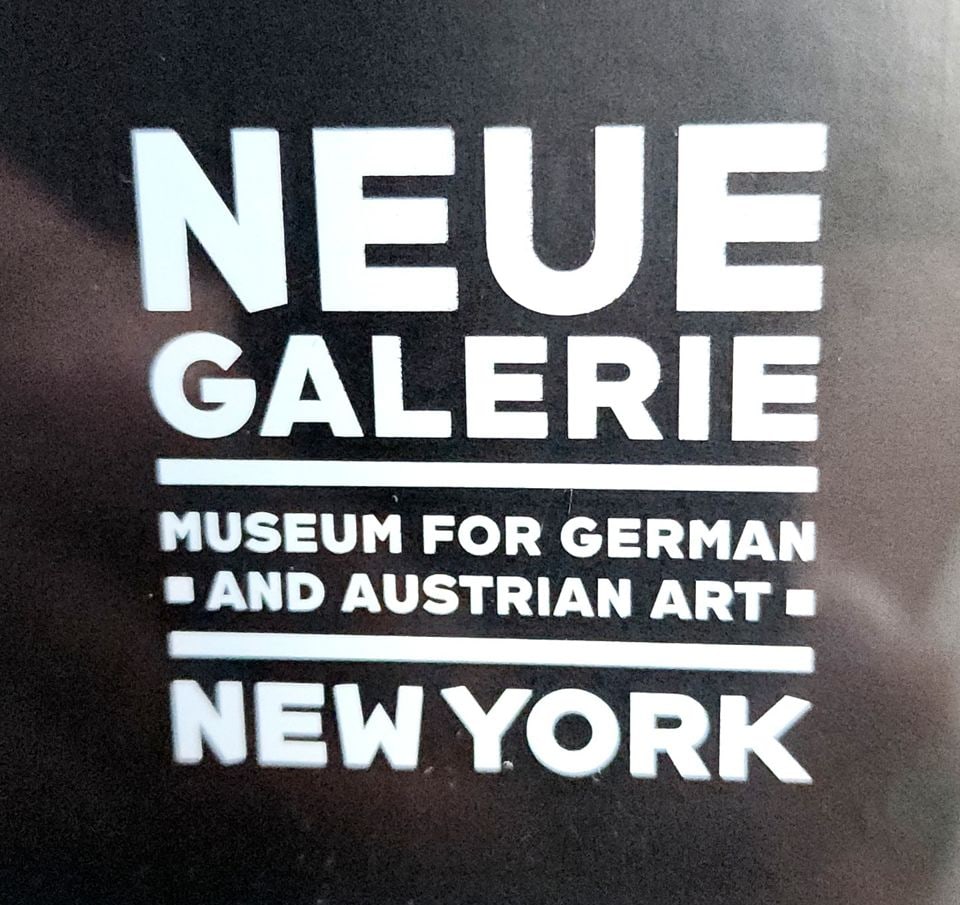 NEUE
GALERIE
MUSEUM FOR GERMAN
▪ AND AUSTRIAN ART ▪
NEW YORK